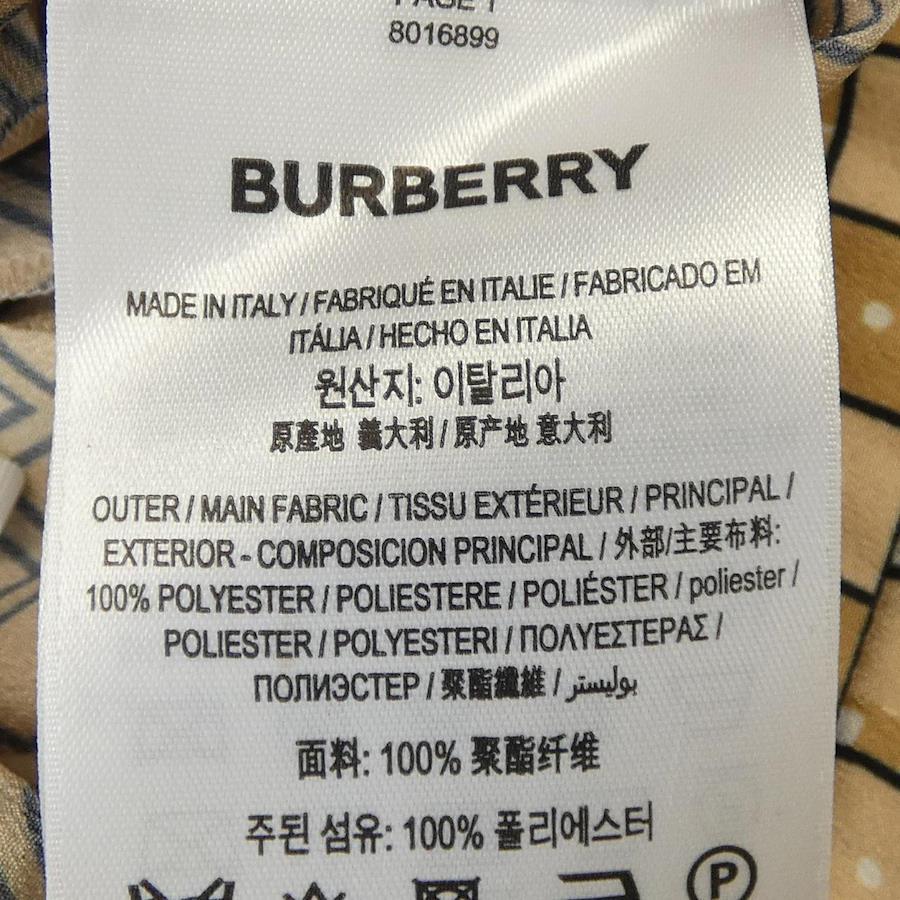 PAGE 1
8016899
BURBERRY
MADE IN ITALY / FABRIQUÉ EN ITALIE / FABRICADO EM
ITÁLIA / HECHO EN ITALIA
원산지: 이탈리아
原產地 義大利 / 原产地 意大利
OUTER / MAIN FABRIC / TISSU EXTÉRIEUR / PRINCIPAL /
EXTERIOR - COMPOSICION PRINCIPAL / 外部/主要布料:
100% POLYESTER / POLIESTERE / POLIÉSTER / poliester /
POLIESTER / POLYESTERI / ΠΟΛΥΕΣΤΕΡΑΣ /
ПОЛИЭСТЕР / 聚酯纖維 / بوليستر
面料: 100% 聚酯纤维
주된 섬유: 100% 폴리에스터
P